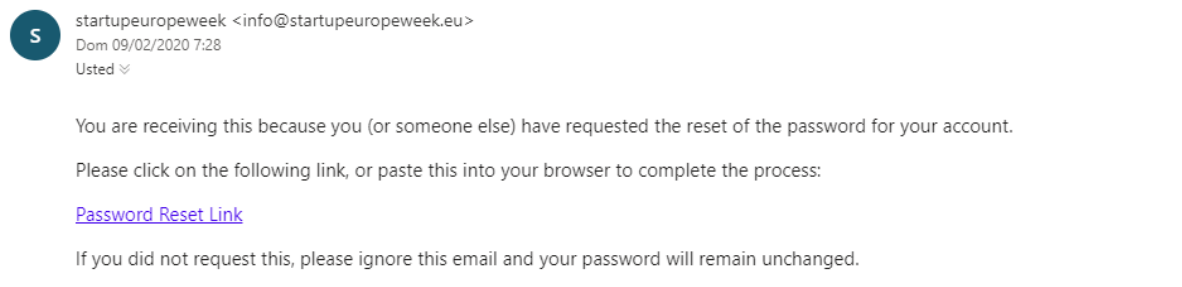 S
startupeuropeweek <info@startupeuropeweek.eu>
Dom 09/02/2020 7:28
Usted
You are receiving this because you (or someone else) have requested the reset of the password for your account.
Please click on the following link, or paste this into your browser to complete the process:
Password Reset Link
If you did not request this, please ignore this email and your password will remain unchanged.